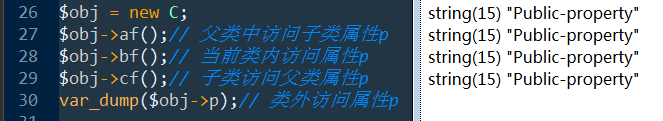 26 $obj = new C;
27 $obj->af();// 父类中访问子类属性p
28 $obj->bf();// 当前类内访问属性p
29 $obj->cf();// 子类访问父类属性p
30 var_dump($obj->p);// 类外访问属性p
string(15) "Public-property"
string(15) "Public-property"
string(15) "Public-property"
string(15) "Public-property"